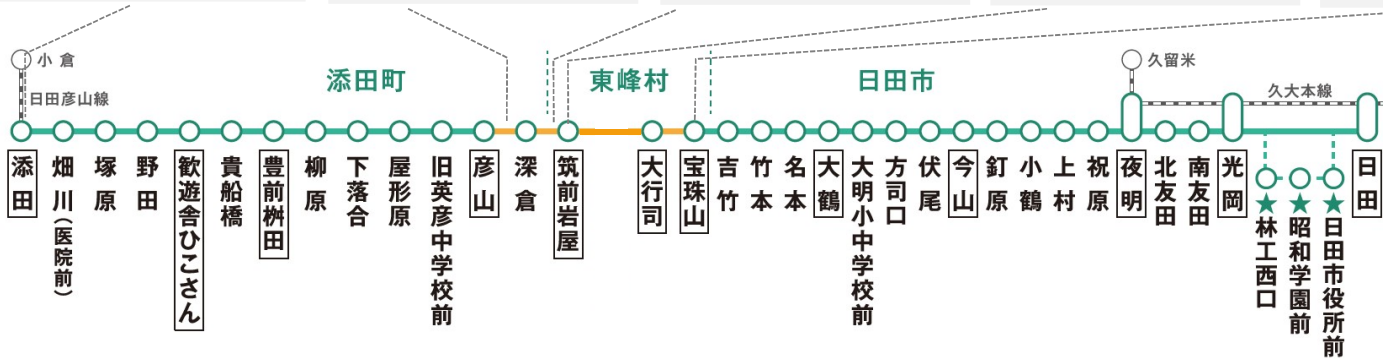 小倉
日田彦山線
添田町
東峰村
日田市
久留米
久大本線
添田
畑川(医院前)
塚原
野田
歓遊舎ひこさん
貴船橋
豊前桝田
柳原
下落合
屋形原
旧英彦中学校前
彦山
深倉
筑前岩屋
大行司
宝珠山
吉竹
竹本
名本
大鶴
大明小中学校前
方司口
伏尾
今山
釘原
小鶴
上村
祝原
夜明
北友田
南友田
光岡
★林工西口
★昭和学園前
★日田市役所前
日田